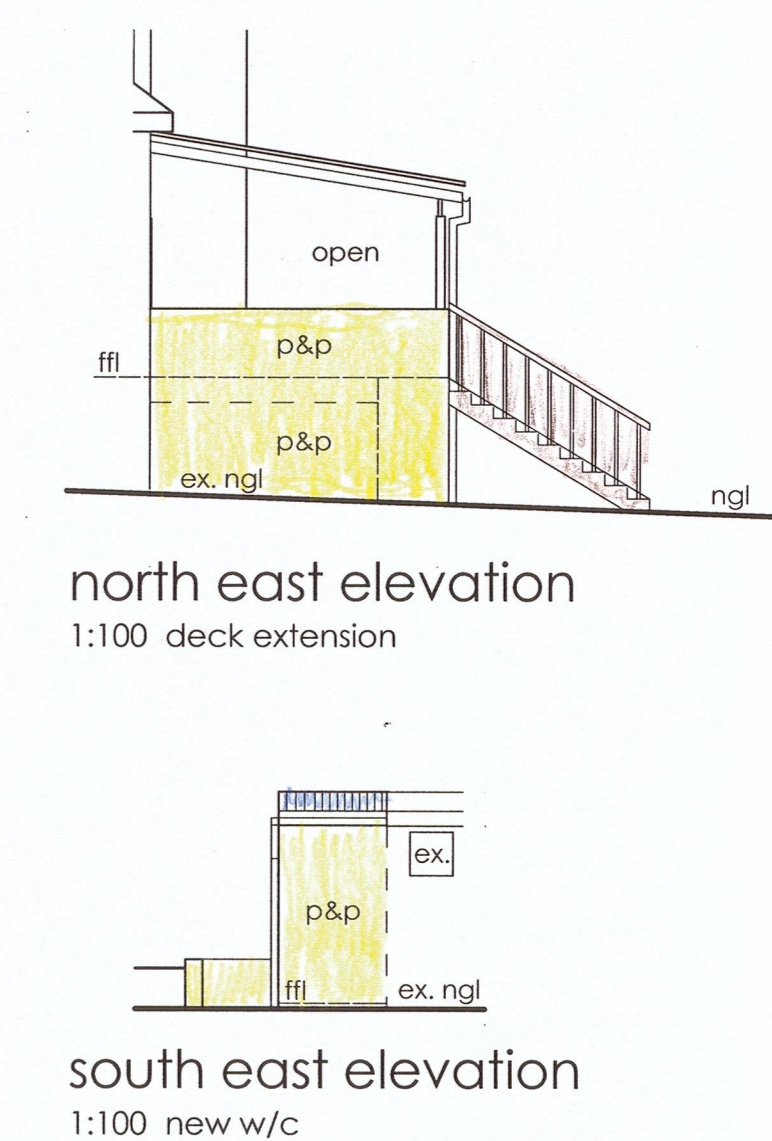 open
p&p
ffl
p&p
ex. ngl
ngl
north east elevation
1:100 deck extension
ex.
p&p
ffl
ex. ngl
south east elevation
1:100 new w/c